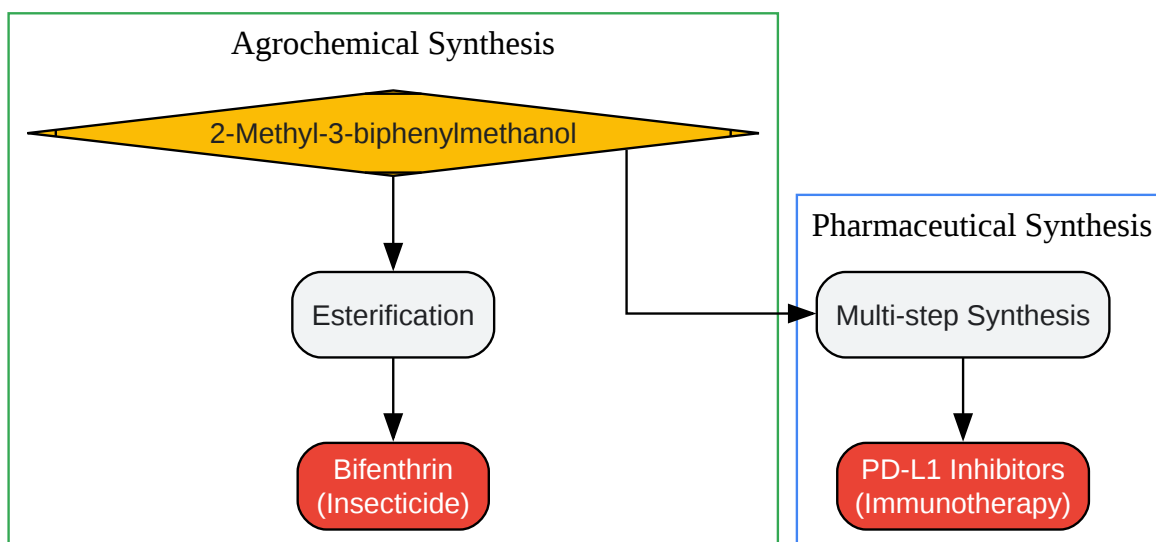 Agrochemical Synthesis
2-Methyl-3-biphenylmethanol
Pharmaceutical Synthesis
Esterification
Multi-step Synthesis
Bifenthrin
(Insecticide)
PD-L1 Inhibitors
(Immunotherapy)